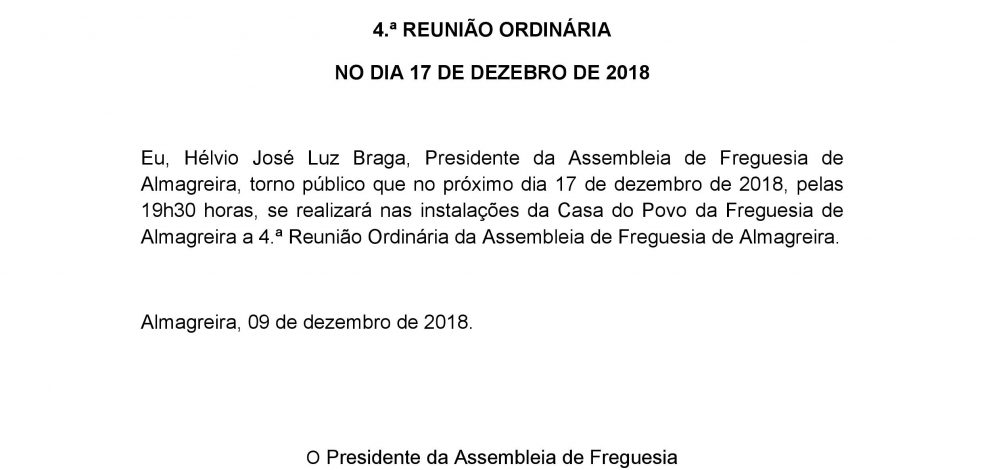 4.ª REUNIÃO ORDINÁRIA
NO DIA 17 DE DEZEBRO DE 2018
Eu, Hélvio José Luz Braga, Presidente da Assembleia de Freguesia de
Almagreira, torno público que no próximo dia 17 de dezembro de 2018, pelas
19h30 horas, se realizará nas instalações da Casa do Povo da Freguesia de
Almagreira a 4.ª Reunião Ordinária da Assembleia de Freguesia de Almagreira.
Almagreira, 09 de dezembro de 2018.
O Presidente da Assembleia de Freguesia